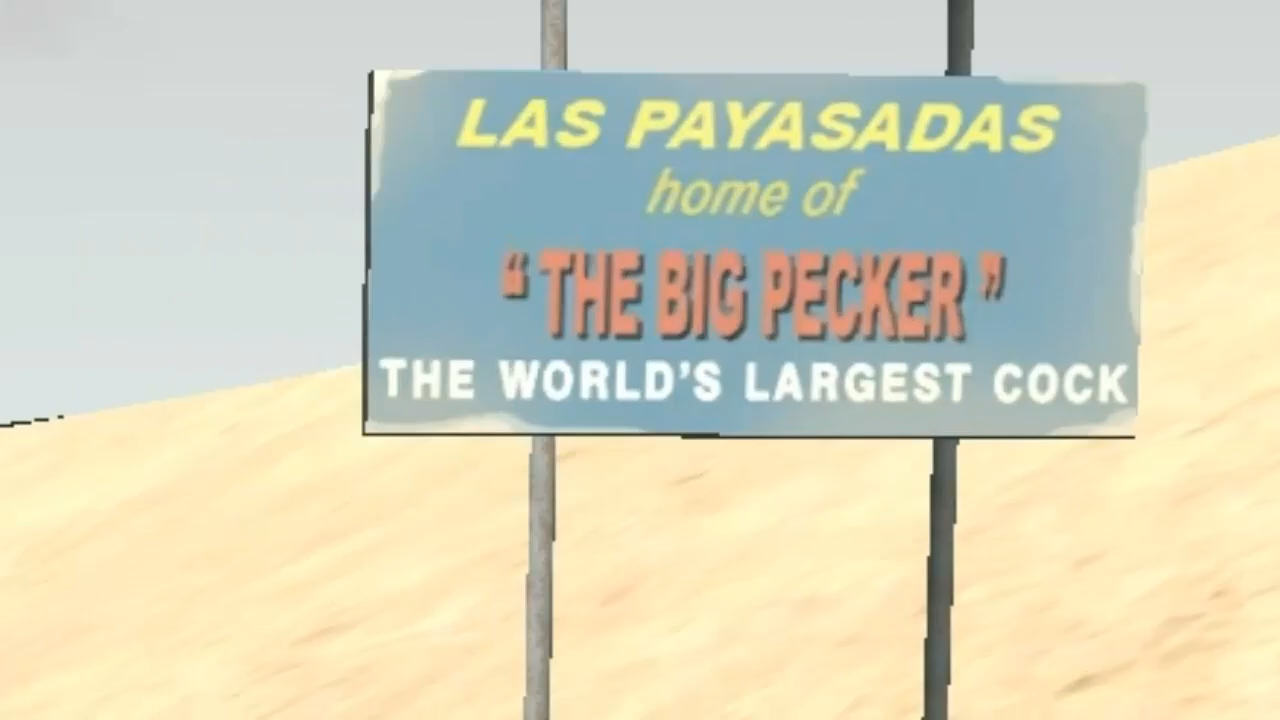 LAS PAYASADAS
home of
“ THE BIG PECKER ”
THE WORLD’S LARGEST COCK